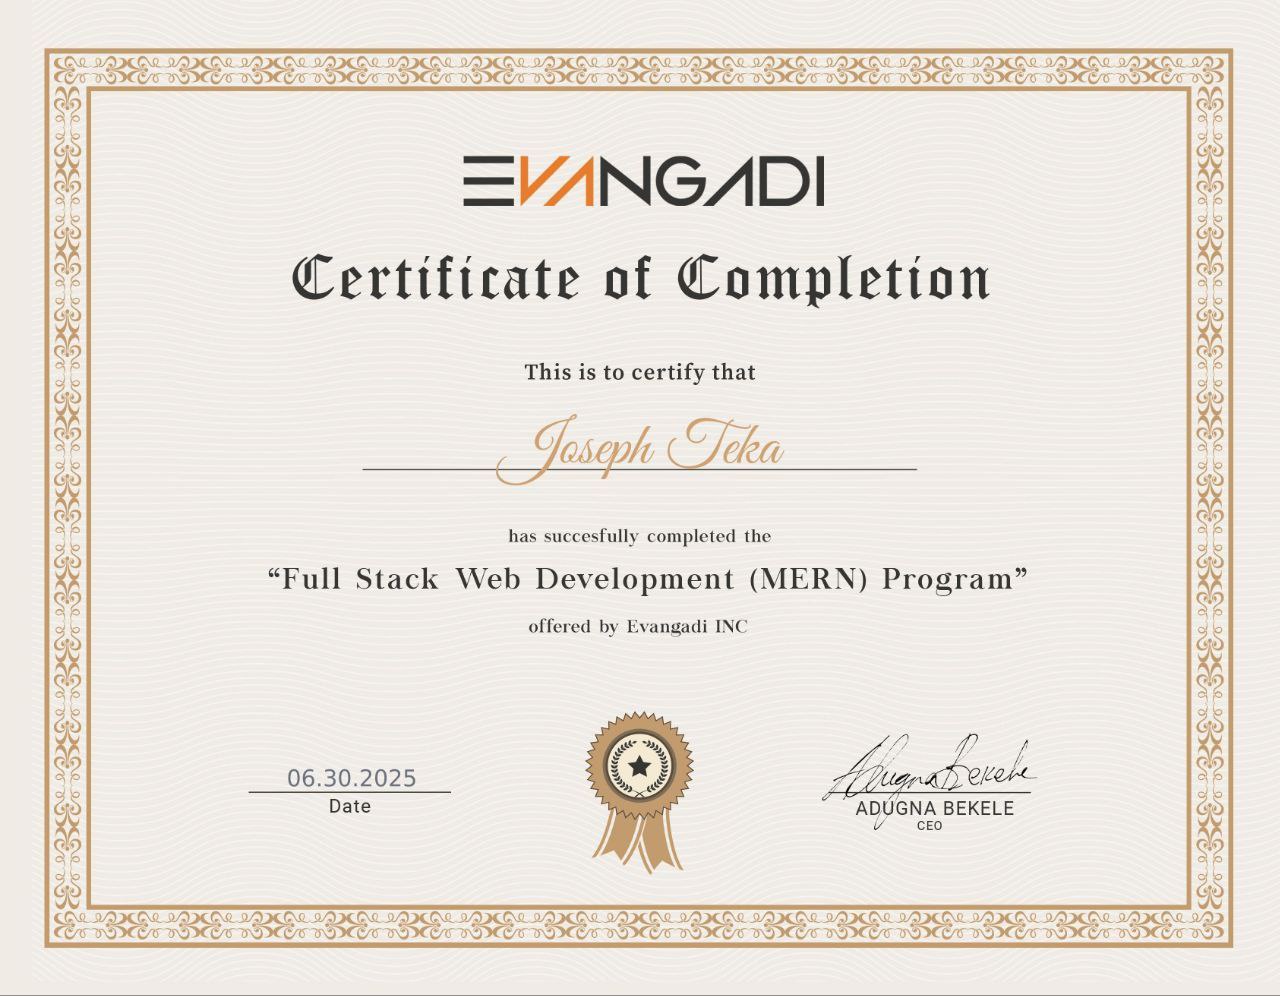 EVANGADI
Certificate of Completion
This is to certify that
Joseph Teka
has succesfully completed the
“Full Stack Web Development (MERN) Program”
offered by Evangadi INC
06.30.2025
Date
Adugna Bekele
ADUGNA BEKELE
CEO